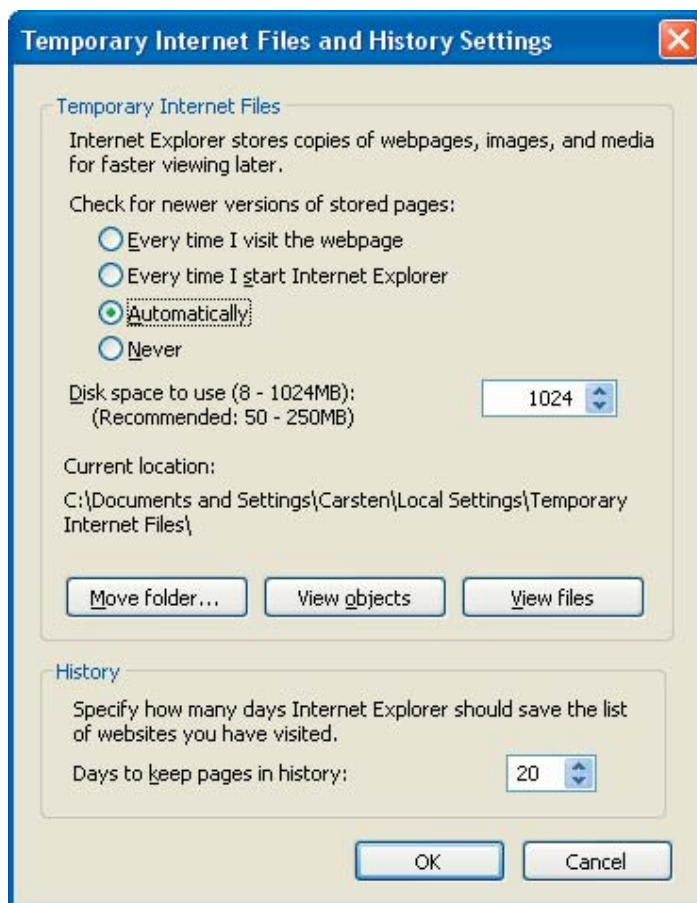 Temporary Internet Files and History Settings
Temporary Internet Files
Internet Explorer stores copies of webpages, images, and media
for faster viewing later.
Check for newer versions of stored pages:
Every time I visit the webpage
Every time I start Internet Explorer
Automatically
Never
Disk space to use (8 - 1024MB):
1024
(Recommended: 50 - 250MB)
Current location:
C:\Documents and Settings\Carsten\Local Settings\Temporary
Internet Files\
Move folder... View objects View files
History
Specify how many days Internet Explorer should save the list
of websites you have visited.
Days to keep pages in history: 20
OK Cancel